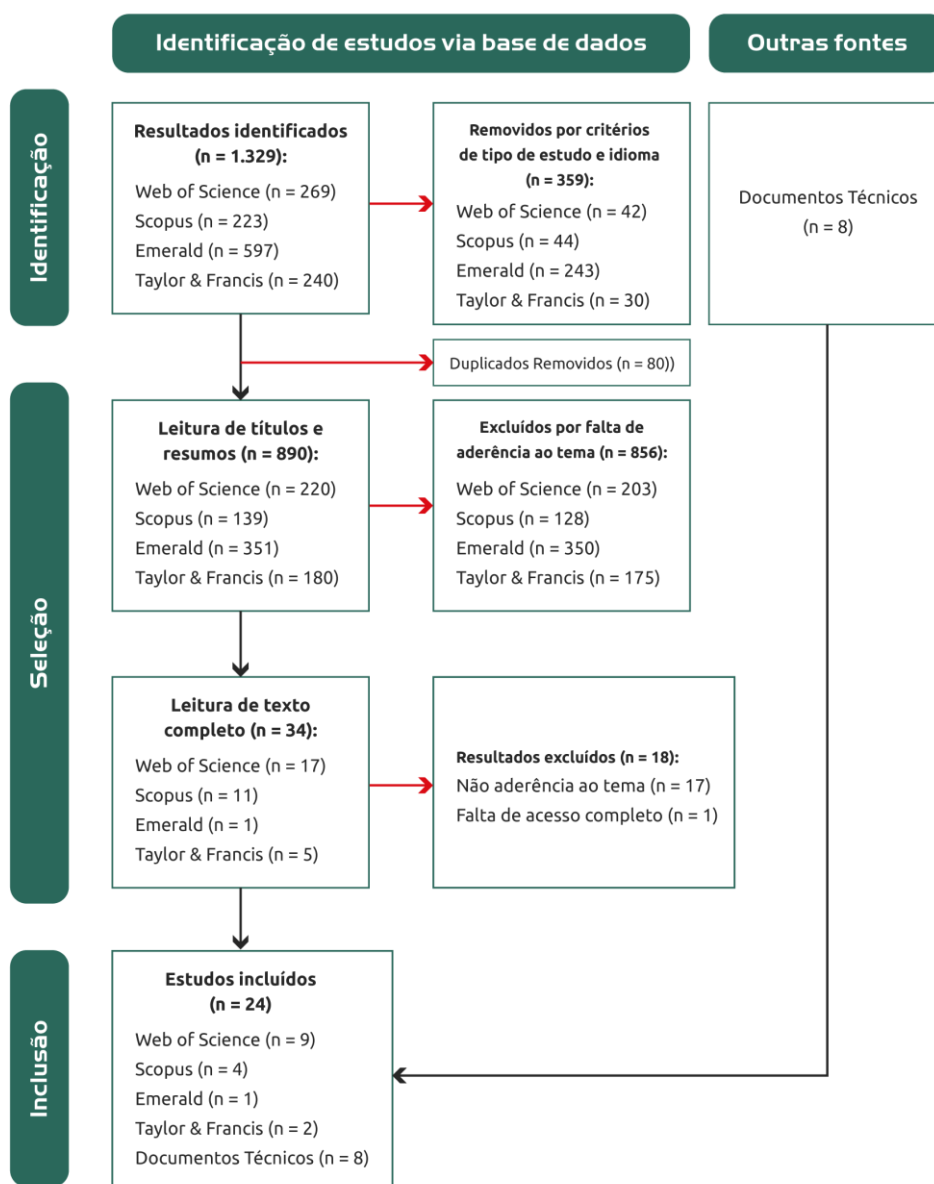 Identificação de estudos via base de dados
Outras fontes
Identificação
Resultados identificados
(n = 1.329):
Web of Science (n = 269)
Scopus (n = 223)
Emerald (n = 597)
Taylor & Francis (n = 240)
Removidos por critérios
de tipo de estudo e idioma
(n = 359):
Web of Science (n = 42)
Scopus (n = 44)
Emerald (n = 243)
Taylor & Francis (n = 30)
Documentos Técnicos
(n = 8)
Duplicados Removidos (n = 80))
Seleção
Leitura de títulos e
resumos (n = 890):
Web of Science (n = 220)
Scopus (n = 139)
Emerald (n = 351)
Taylor & Francis (n = 180)
Excluídos por falta de
aderência ao tema (n = 856):
Web of Science (n = 203)
Scopus (n = 128)
Emerald (n = 350)
Taylor & Francis (n = 175)
Leitura de texto
completo (n = 34):
Web of Science (n = 17)
Scopus (n = 11)
Emerald (n = 1)
Taylor & Francis (n = 5)
Resultados excluídos (n = 18):
Não aderência ao tema (n = 17)
Falta de acesso completo (n = 1)
Inclusão
Estudos incluídos
(n = 24)
Web of Science (n = 9)
Scopus (n = 4)
Emerald (n = 1)
Taylor & Francis (n = 2)
Documentos Técnicos (n = 8)